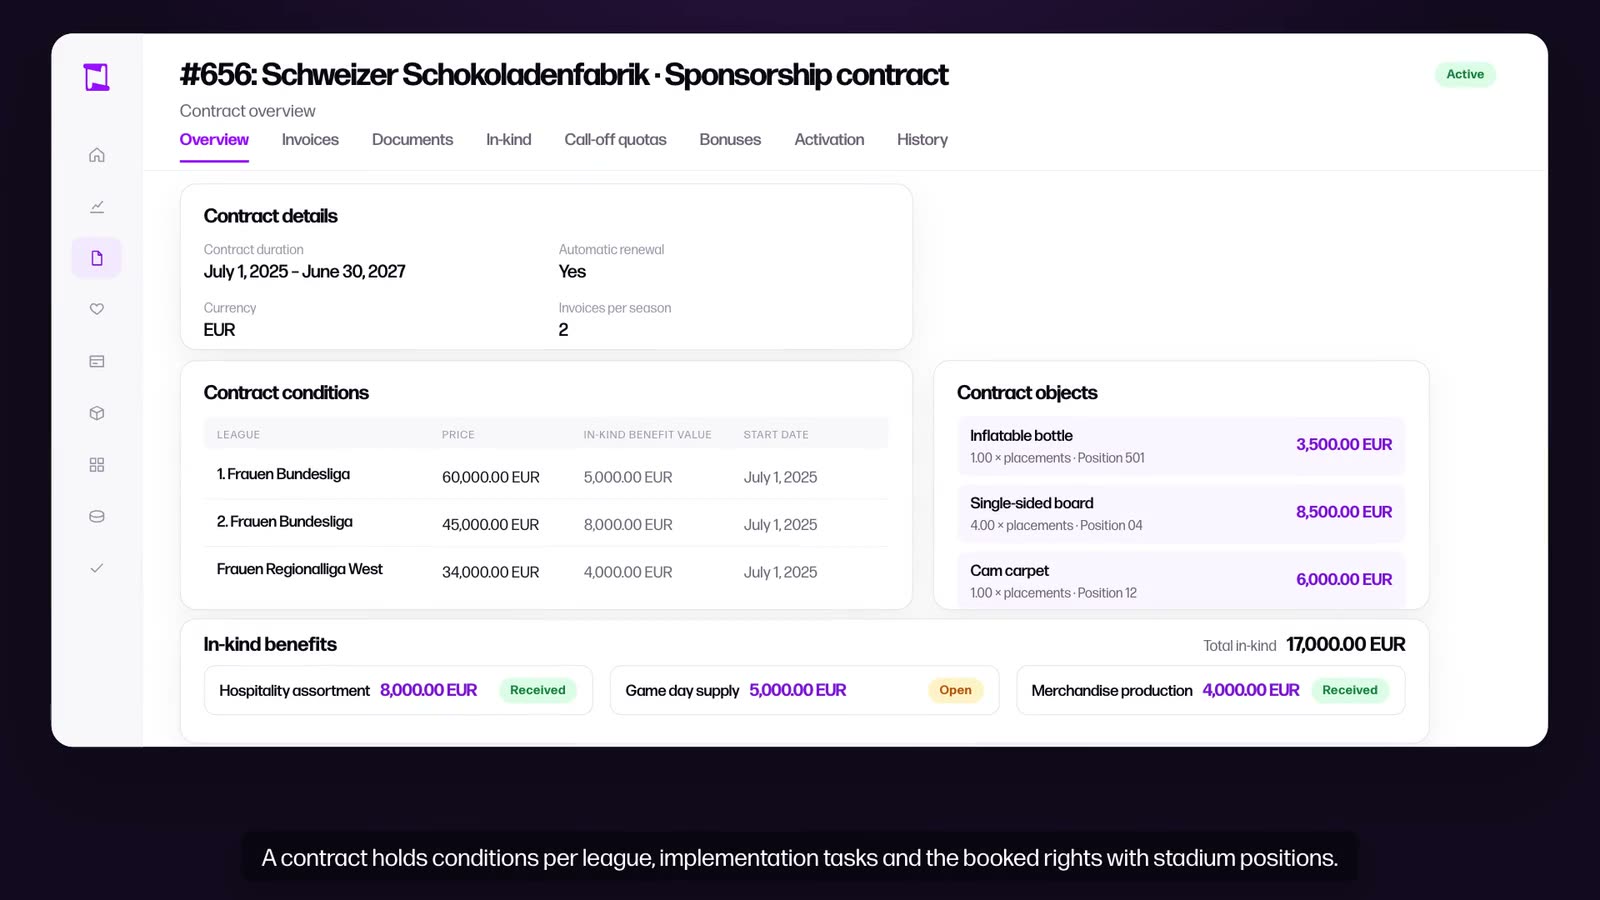 #656: Schweizer Schokoladenfabrik · Sponsorship contract
Active
Contract overview
Overview Invoices Documents In-kind Call-off quotas Bonuses Activation History
Contract details
Contract duration Automatic renewal
July 1, 2025 – June 30, 2027 Yes
Currency Invoices per season
EUR 2
Contract conditions
LEAGUE PRICE IN-KIND BENEFIT VALUE START DATE
1. Frauen Bundesliga 60,000.00 EUR 5,000.00 EUR July 1, 2025
2. Frauen Bundesliga 45,000.00 EUR 8,000.00 EUR July 1, 2025
Frauen Regionalliga West 34,000.00 EUR 4,000.00 EUR July 1, 2025
Contract objects
Inflatable bottle 3,500.00 EUR
1.00 × placements · Position 501
Single-sided board 8,500.00 EUR
4.00 × placements · Position 04
Cam carpet 6,000.00 EUR
1.00 × placements · Position 12
In-kind benefits Total in-kind 17,000.00 EUR
Hospitality assortment 8,000.00 EUR Received
Game day supply 5,000.00 EUR Open
Merchandise production 4,000.00 EUR Received
A contract holds conditions per league, implementation tasks and the booked rights with stadium positions.